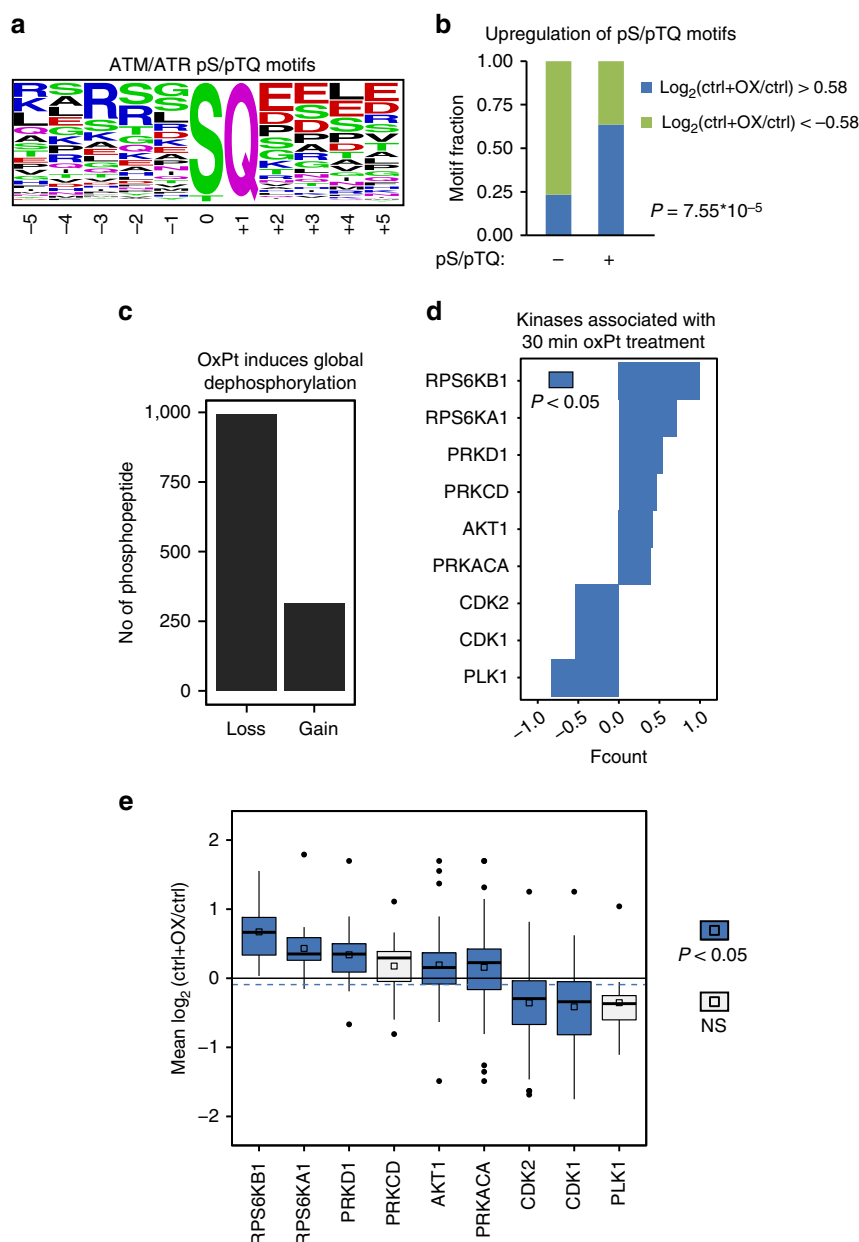 a
ATM/ATR pS/pTQ motifs
SQ
–5 –4 –3 –2 –1 0 +1 +2 +3 +4 +5
b
Upregulation of pS/pTQ motifs
Motif fraction
1.00
0.75
0.50
0.25
0.00
Log2(ctrl+OX/ctrl) > 0.58
Log2(ctrl+OX/ctrl) < –0.58
P = 7.55*10–5
pS/pTQ: – +
c
OxPt induces global
dephosphorylation
No of phosphopeptide
1,000
750
500
250
0
Loss Gain
d
Kinases associated with
30 min oxPt treatment
P < 0.05
RPS6KB1
RPS6KA1
PRKD1
PRKCD
AKT1
PRKACA
CDK2
CDK1
PLK1
–1.0 –0.5 0.0 0.5 1.0
Fcount
e
Mean log2 (ctrl+OX/ctrl)
2
1
0
–1
–2
P < 0.05
NS
RPS6KB1 RPS6KA1 PRKD1 PRKCD AKT1 PRKACA CDK2 CDK1 PLK1